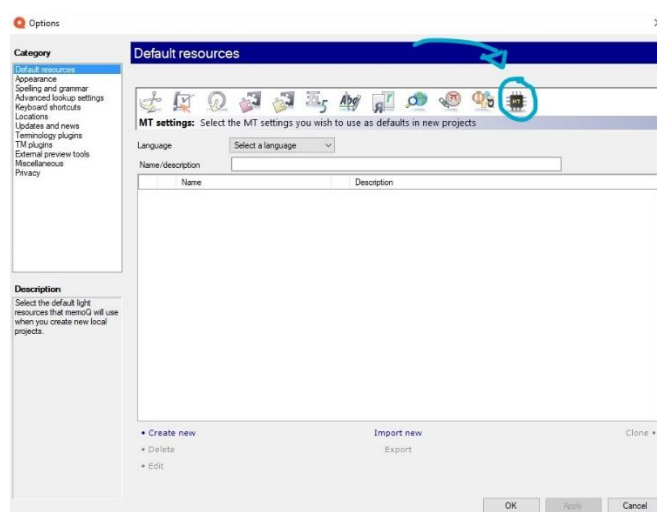 Options
Category
Default resources
Appearance
Spelling and grammar
Advanced lookup settings
Keyboard shortcuts
Locations
Updates and news
Terminology plugins
TM plugins
External preview tools
Miscellaneous
Privacy
Description
Select the default light
resources that memoQ will use
when you create new local
projects.
Default resources
MT
MT settings: Select the MT settings you wish to use as defaults in new projects
Language Select a language
Name/description
Name Description
• Create new Import new Clone •
• Delete Export
• Edit
OK Apply Cancel